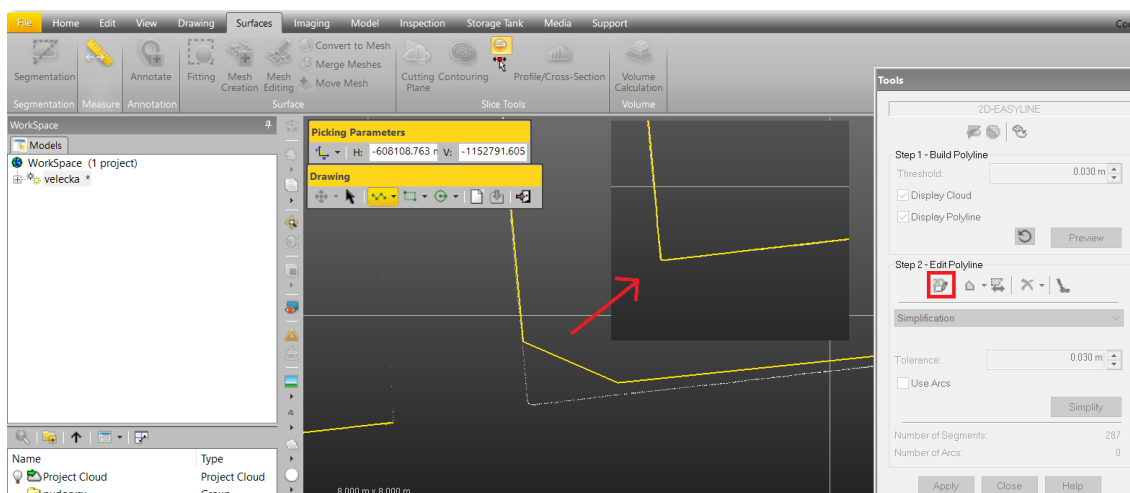 File Home Edit View Drawing Surfaces Imaging Model Inspection Storage Tank Media Support
Convert to Mesh
Merge Meshes
Move Mesh
Segmentation Annotate Fitting Mesh Creation Mesh Editing Cutting Plane Contouring Profile/Cross-Section Volume Calculation
Segmentation Measure Annotation Surface Slice Tools Volume
WorkSpace
Models
WorkSpace (1 project)
velecka *
Name Type
Project Cloud Project Cloud
Picking Parameters
H: -608108.763 V: -1152791.605
Drawing
8.000 m x 8.000 m
Tools
2D-EASYLINE
Step 1 - Build Polyline
Threshold: 0.030 m
Display Cloud
Display Polyline
Preview
Step 2 - Edit Polyline
Simplification
Tolerance: 0.030 m
Use Arcs
Simplify
Number of Segments: 287
Number of Arcs: 0
Apply Close Help